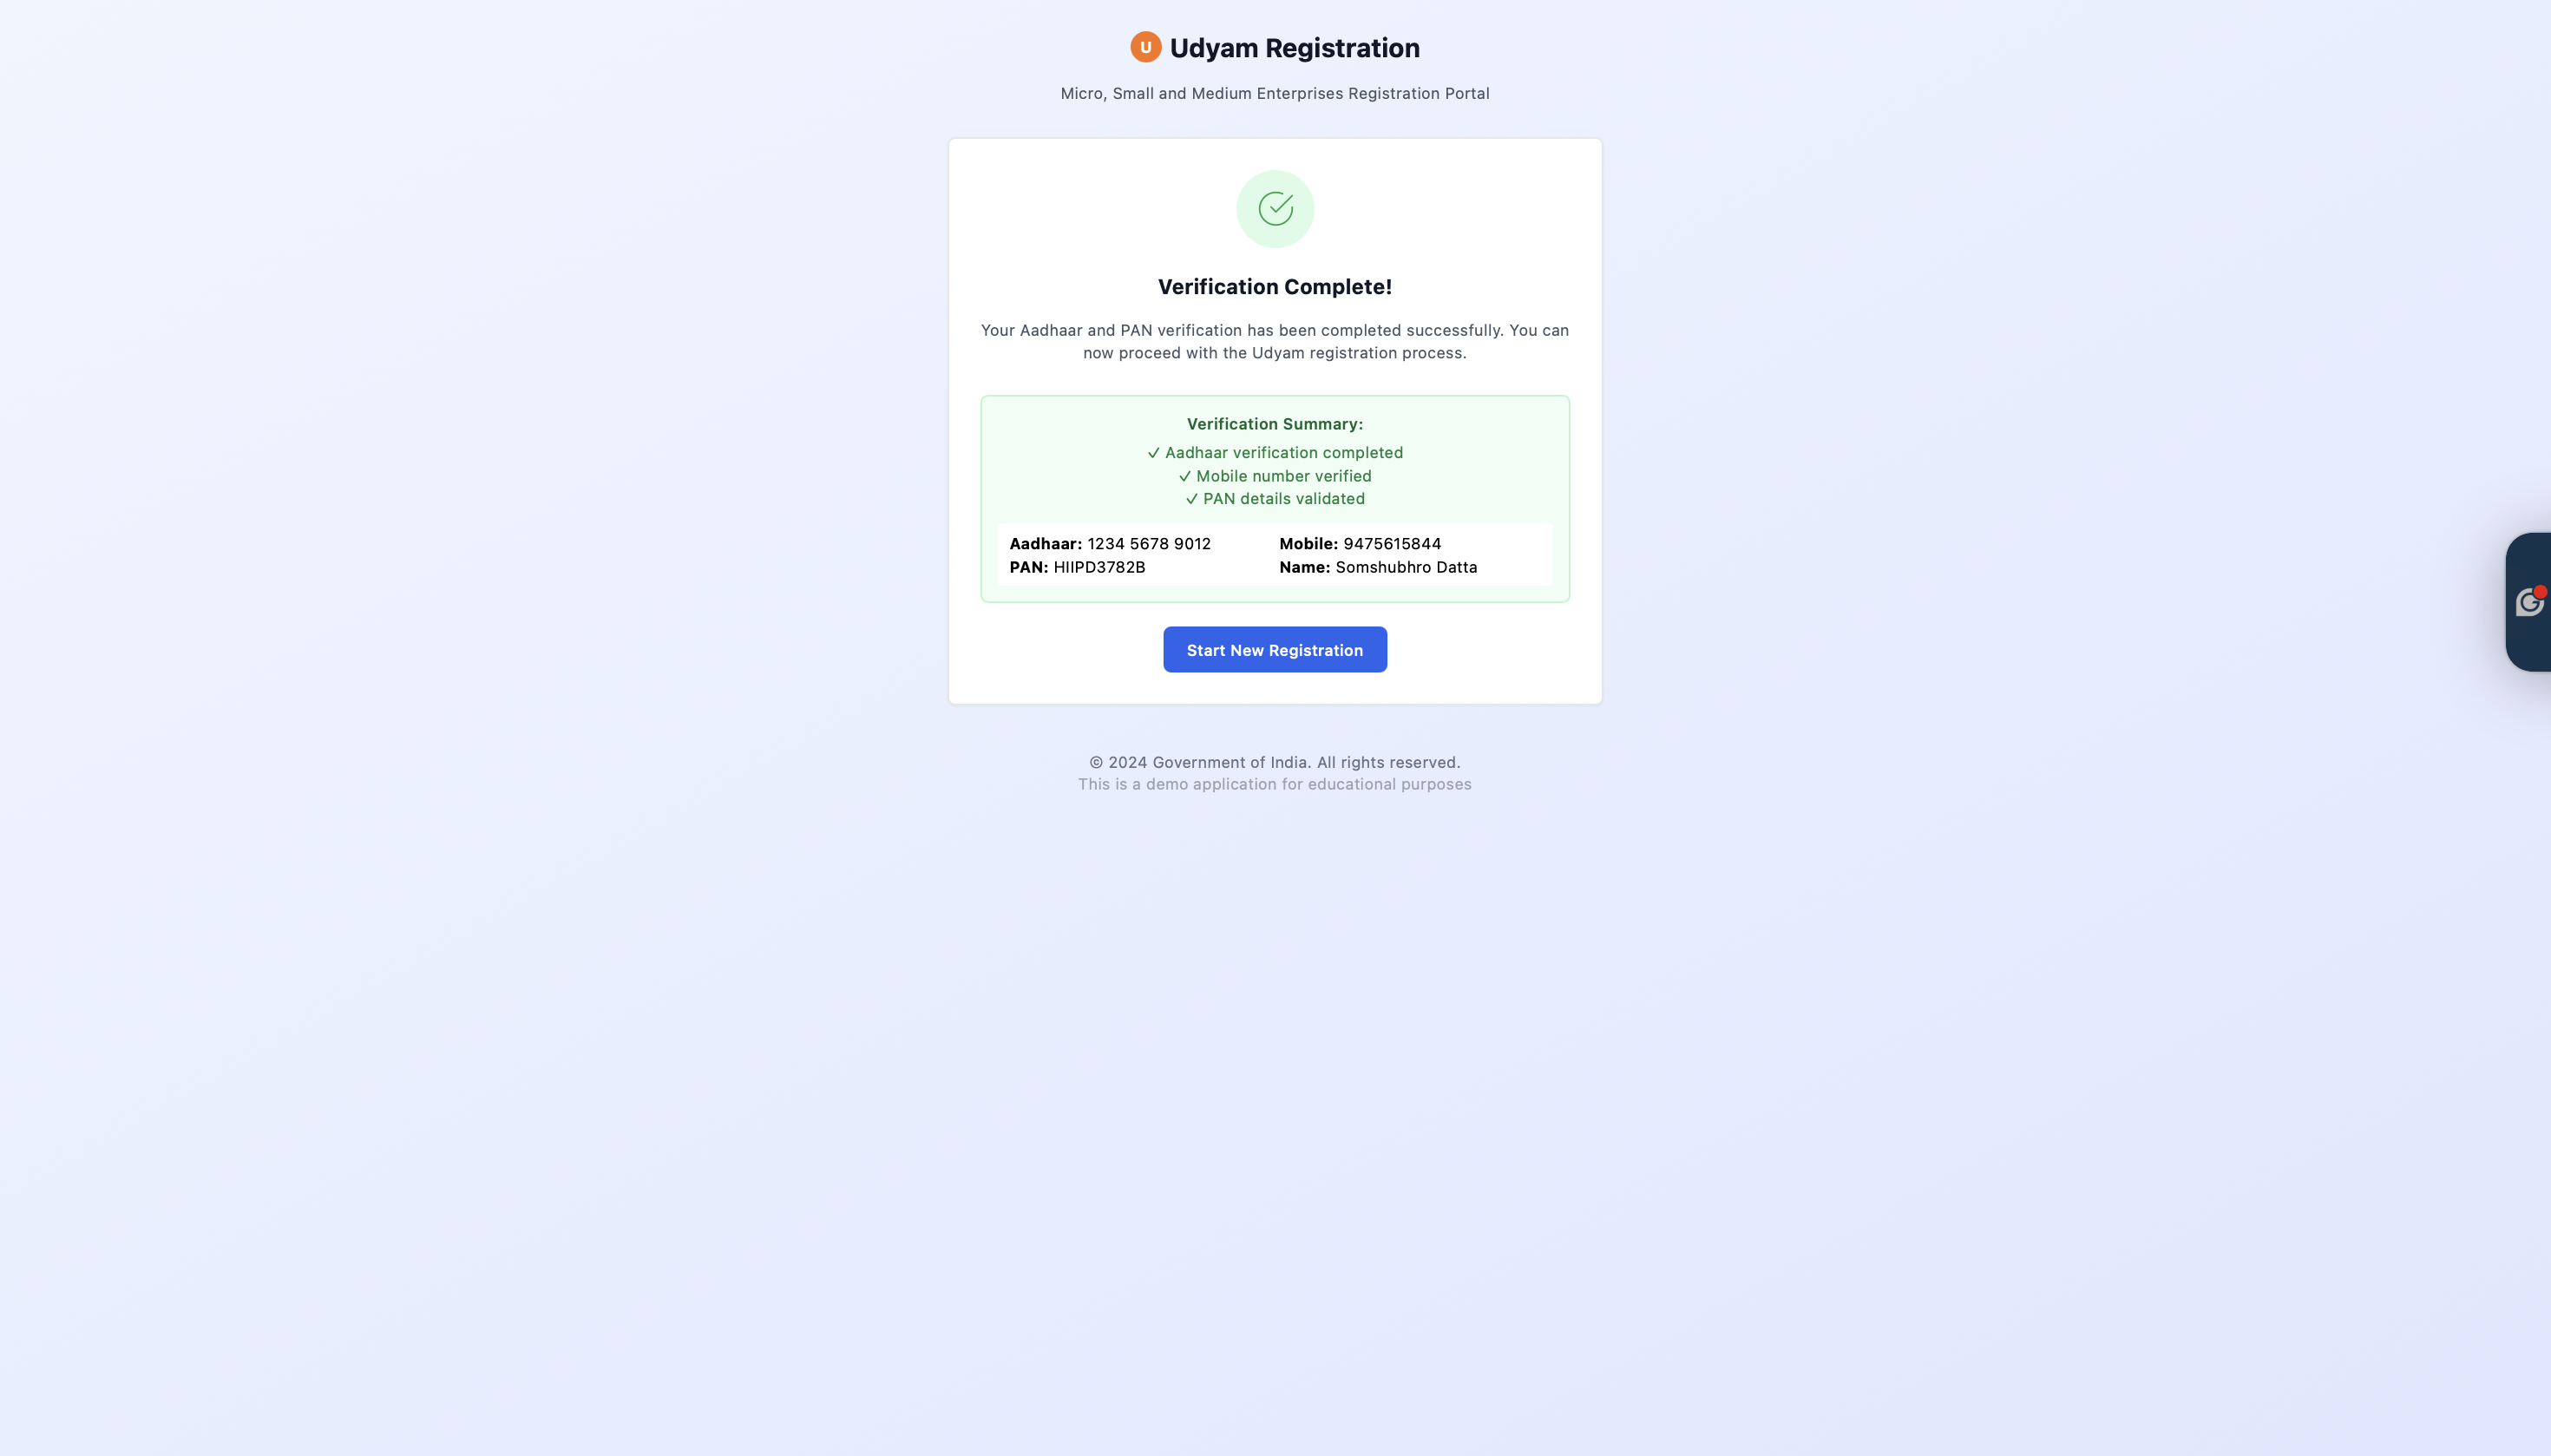 U Udyam Registration
Micro, Small and Medium Enterprises Registration Portal
Verification Complete!
Your Aadhaar and PAN verification has been completed successfully. You can
now proceed with the Udyam registration process.
Verification Summary:
✓ Aadhaar verification completed
✓ Mobile number verified
✓ PAN details validated
Aadhaar: 1234 5678 9012 Mobile: 9475615844
PAN: HIIPD3782B Name: Somshubhro Datta
Start New Registration
© 2024 Government of India. All rights reserved.
This is a demo application for educational purposes